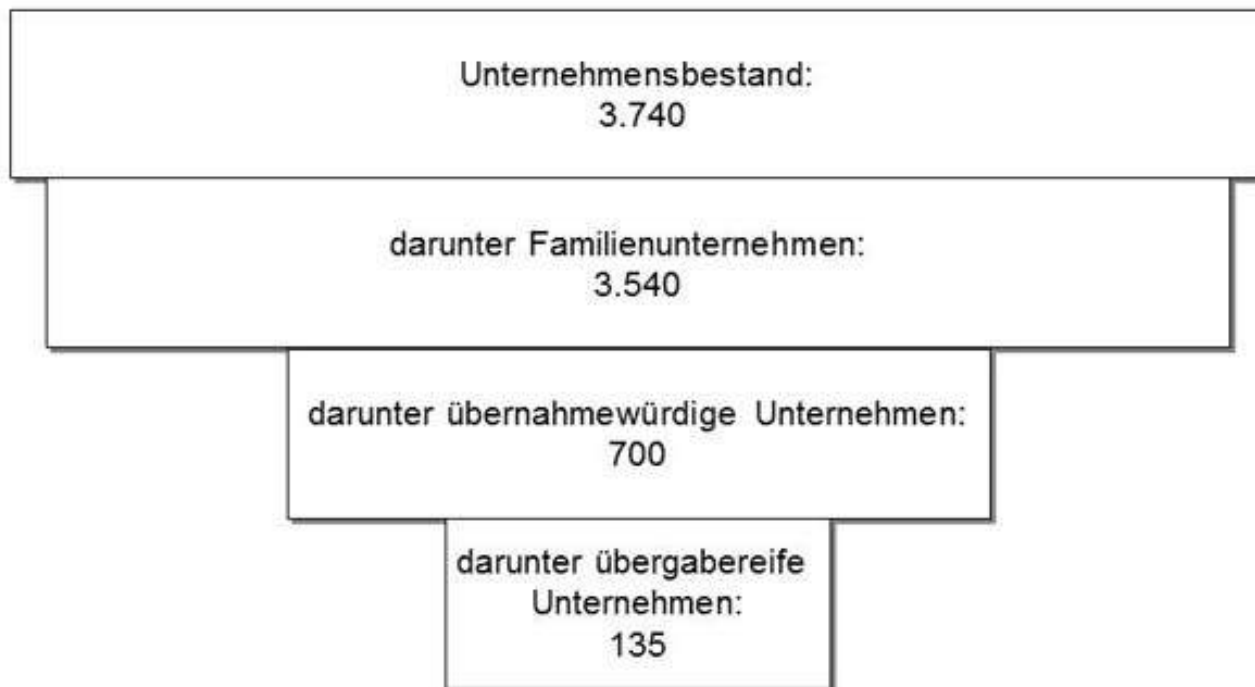 Unternehmensbestand:
3.740
darunter Familienunternehmen:
3.540
darunter übernahmewürdige Unternehmen:
700
darunter übergabereife
Unternehmen:
135